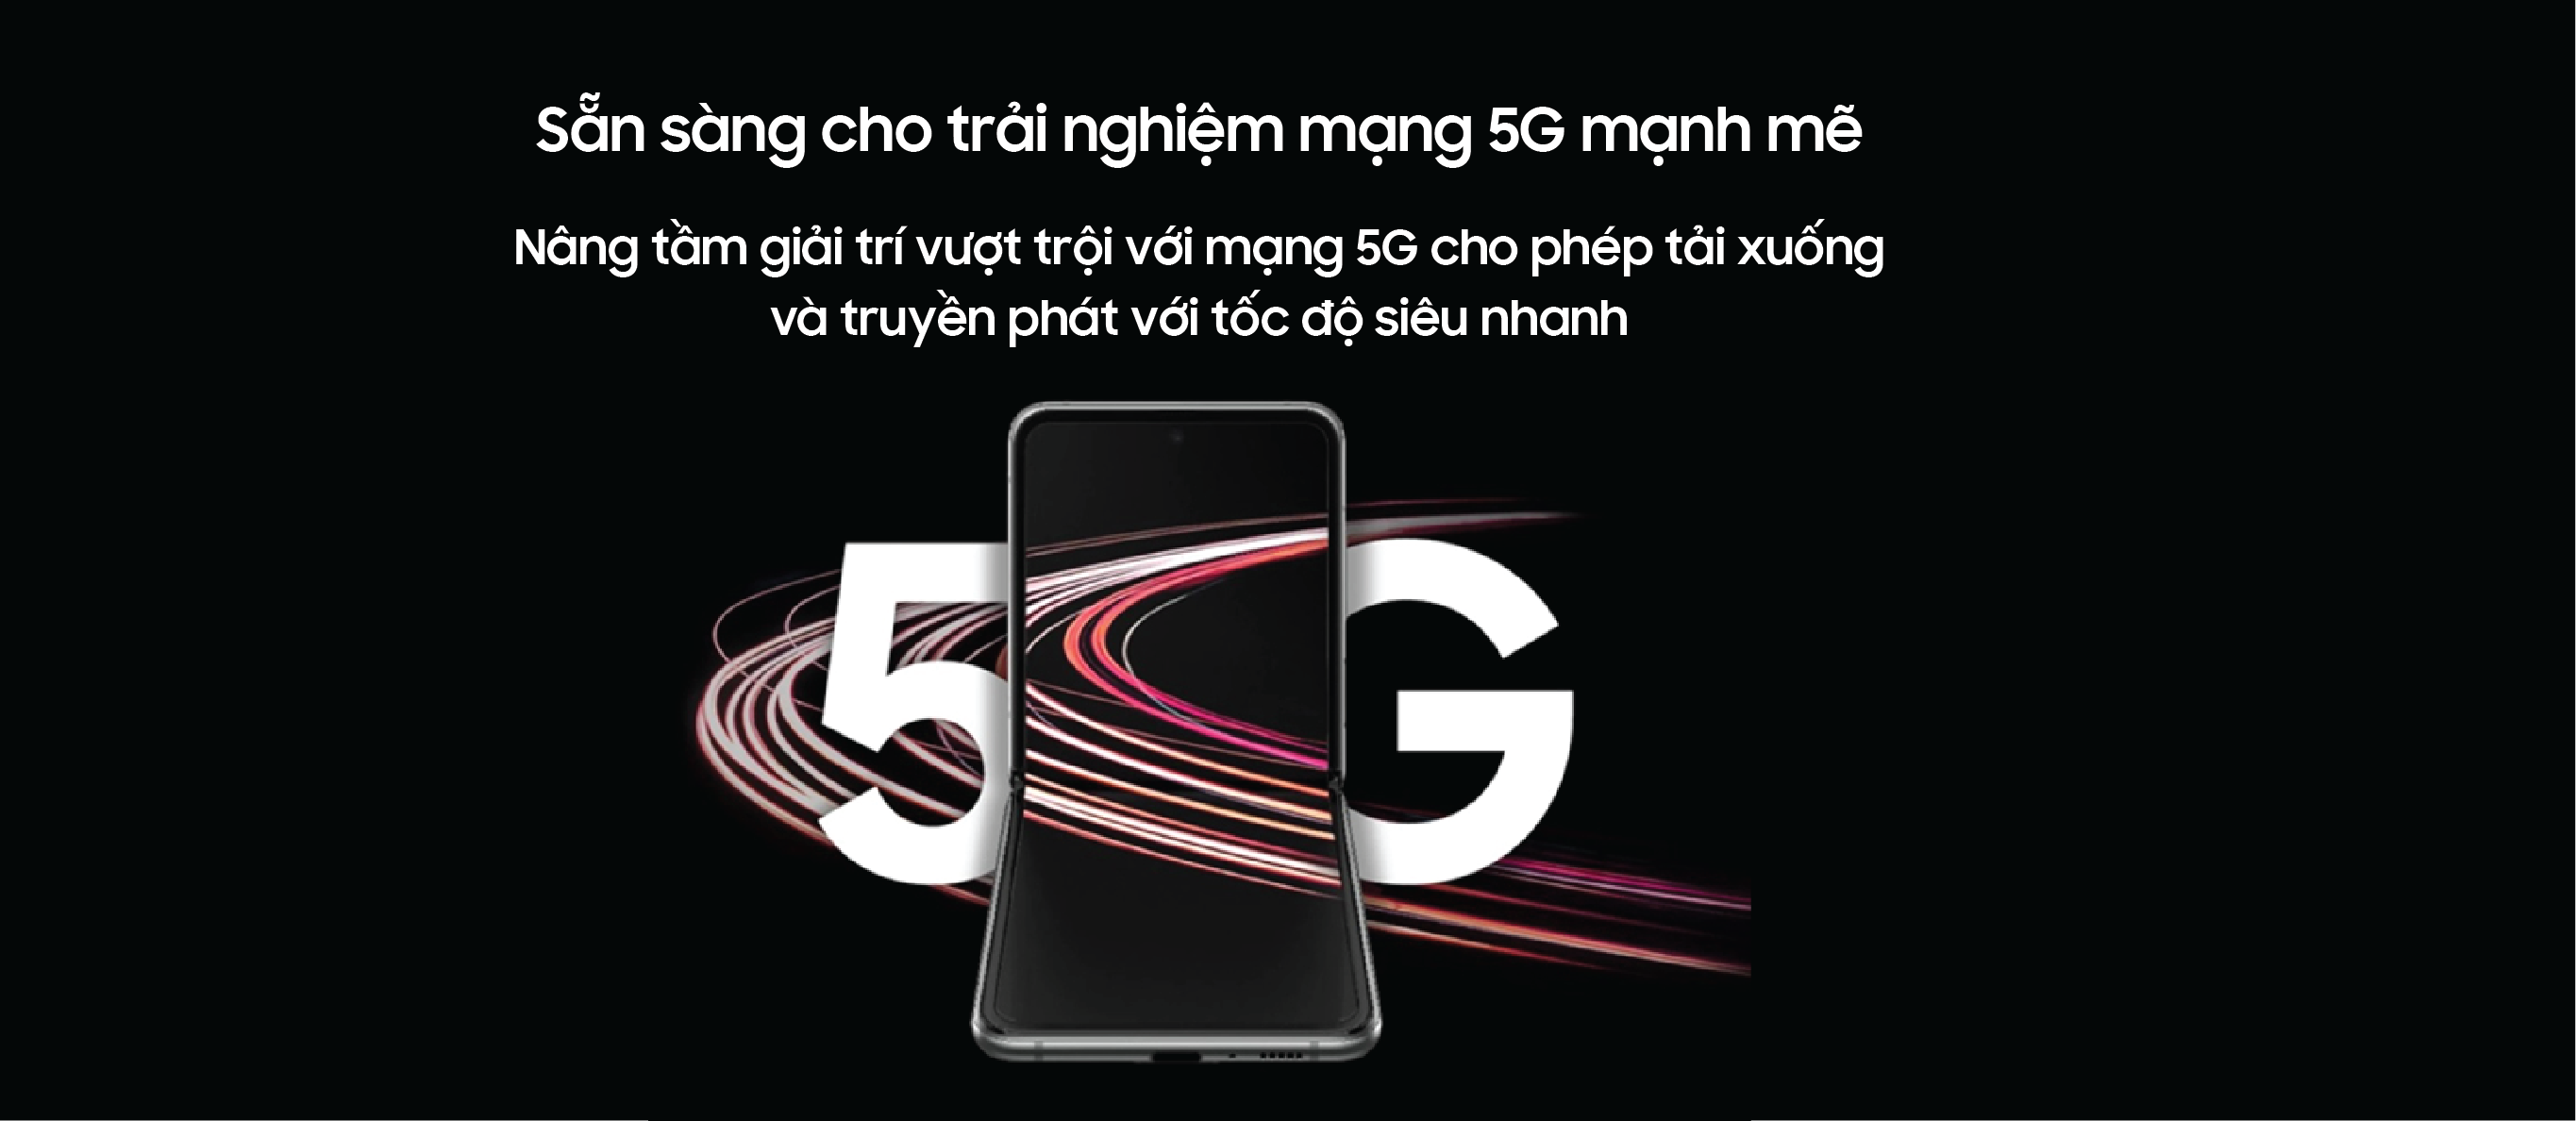 Sẵn sàng cho trải nghiệm mạng 5G mạnh mẽ
Nâng tầm giải trí vượt trội với mạng 5G cho phép tải xuống
và truyền phát với tốc độ siêu nhanh
5G